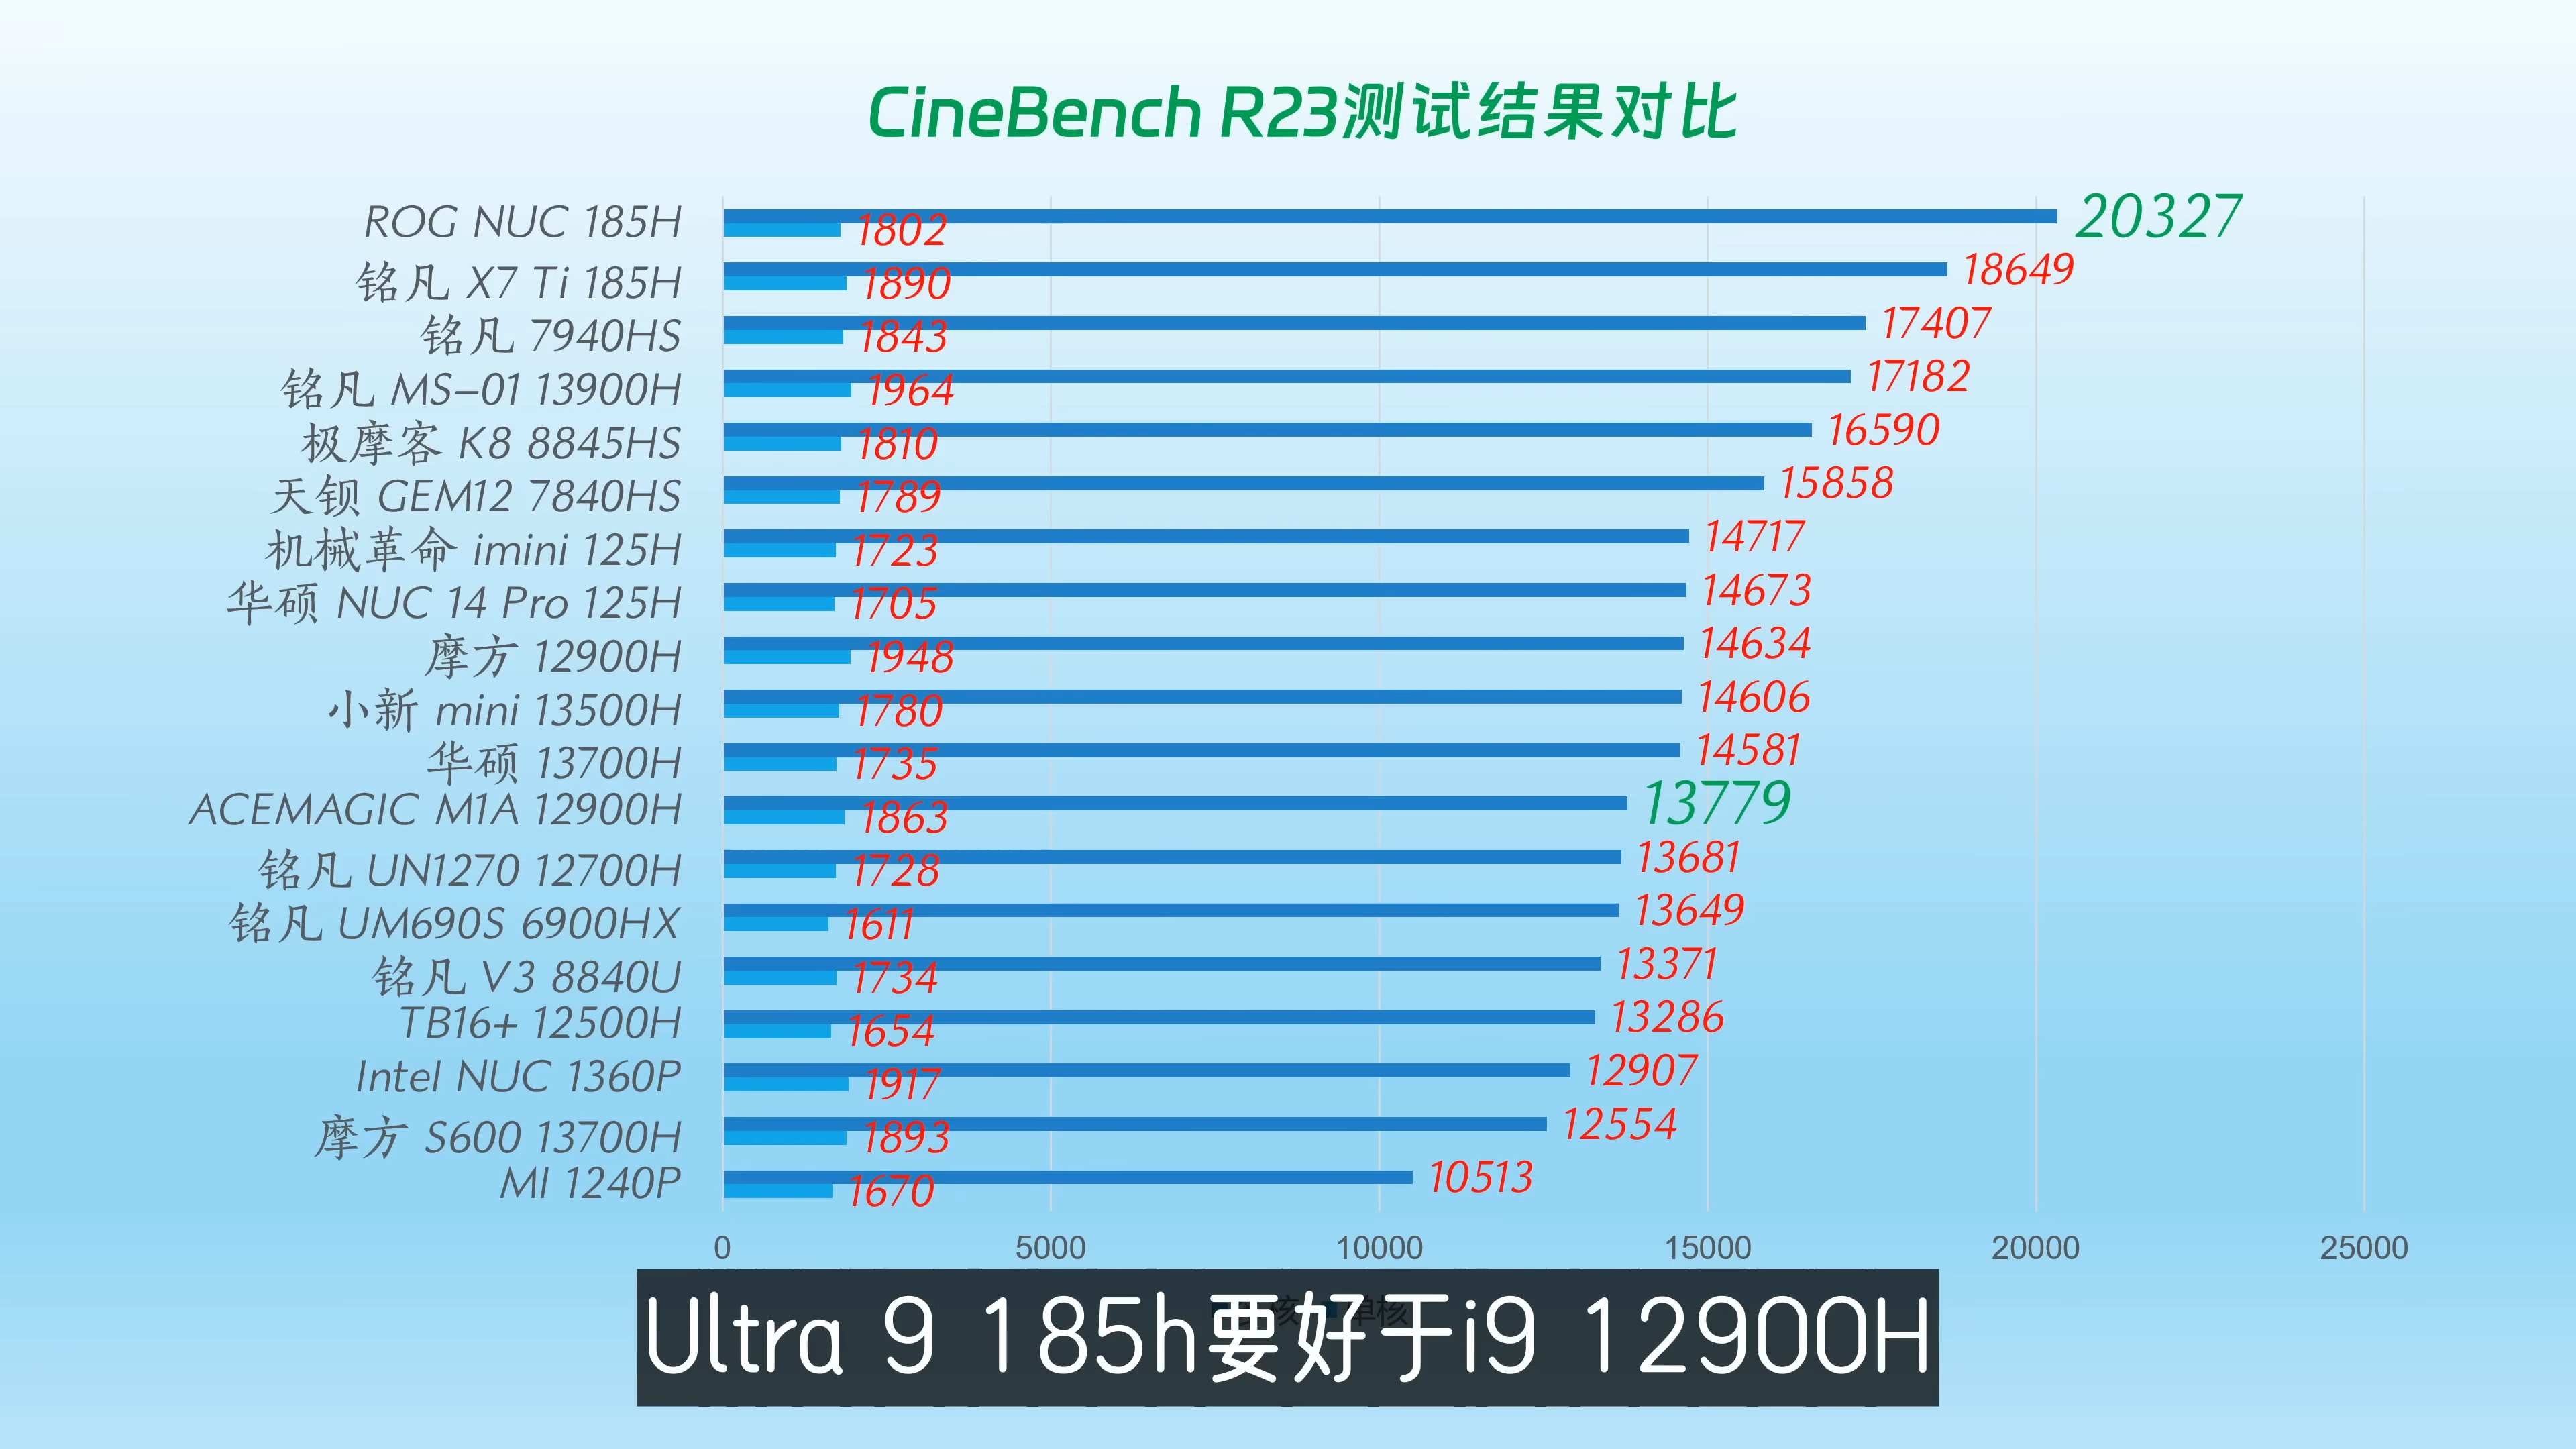 CineBench R23测试结果对比
ROG NUC 185H 20327
1802
铭凡 X7 Ti 185H 18649
1890
铭凡 7940HS 17407
1843
铭凡 MS-01 13900H 17182
1964
极摩客 K8 8845HS 16590
1810
天钡 GEM12 7840HS 15858
1789
机械革命 imini 125H 14717
1723
华硕 NUC 14 Pro 125H 14673
1705
摩方 12900H 14634
1948
小新 mini 13500H 14606
1780
华硕 13700H 14581
1735
ACEMAGIC M1A 12900H 13779
1863
铭凡 UN1270 12700H 13681
1728
铭凡 UM690S 6900HX 13649
1611
铭凡 V3 8840U 13371
1734
TB16+ 12500H 13286
1654
Intel NUC 1360P 12907
1917
摩方 S600 13700H 12554
1893
MI 1240P 10513
1670
0 5000 10000 15000 20000 25000
Ultra 9 185h要好于i9 12900H